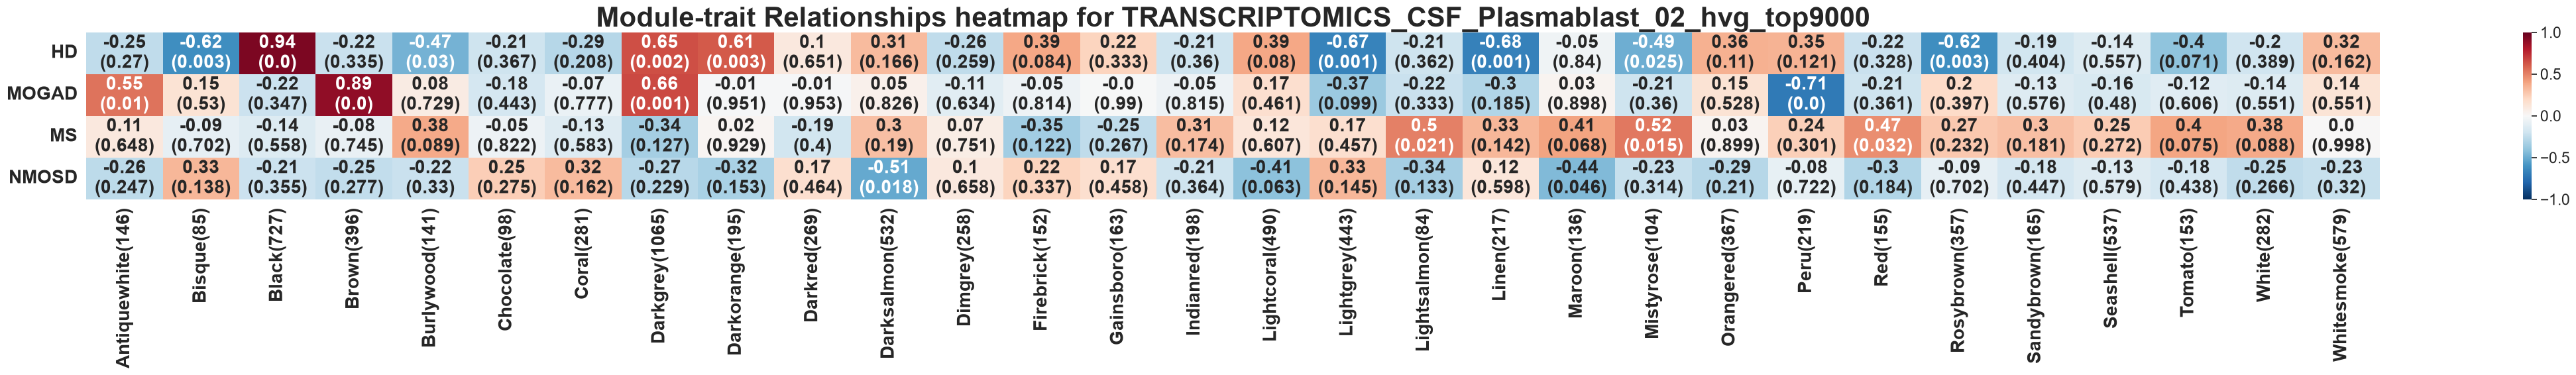 Module-trait Relationships heatmap for TRANSCRIPTOMICS_CSF_Plasmablast_02_hvg_top9000
HD -0.25 -0.62 0.94 -0.22 -0.47 -0.21 -0.29 0.65 0.61 0.1 0.31 -0.26 0.39 0.22 -0.21 0.39 -0.67 -0.21 -0.68 -0.05 -0.49 0.36 0.35 -0.22 -0.62 -0.19 -0.14 -0.4 -0.2 0.32
(0.27) (0.003) (0.0) (0.335) (0.03) (0.367) (0.208) (0.002) (0.003) (0.651) (0.166) (0.259) (0.084) (0.333) (0.36) (0.08) (0.001) (0.362) (0.001) (0.84) (0.025) (0.11) (0.121) (0.328) (0.003) (0.404) (0.557) (0.071) (0.389) (0.162)
MOGAD 0.55 0.15 -0.22 0.89 0.08 -0.18 -0.07 0.66 -0.01 -0.01 0.05 -0.11 -0.05 -0.0 -0.05 0.17 -0.37 -0.22 -0.3 0.03 -0.21 0.15 -0.71 -0.21 0.2 -0.13 -0.16 -0.12 -0.14 0.14
(0.01) (0.53) (0.347) (0.0) (0.729) (0.443) (0.777) (0.001) (0.951) (0.953) (0.826) (0.634) (0.814) (0.99) (0.815) (0.461) (0.099) (0.333) (0.185) (0.898) (0.36) (0.528) (0.0) (0.361) (0.397) (0.576) (0.48) (0.606) (0.551) (0.551)
MS 0.11 -0.09 -0.14 -0.08 0.38 -0.05 -0.13 -0.34 0.02 -0.19 0.3 0.07 -0.35 -0.25 0.31 0.12 0.17 0.5 0.33 0.41 0.52 0.03 0.24 0.47 0.27 0.3 0.25 0.4 0.38 0.0
(0.648) (0.702) (0.558) (0.745) (0.089) (0.822) (0.583) (0.127) (0.929) (0.4) (0.19) (0.751) (0.122) (0.267) (0.174) (0.607) (0.457) (0.021) (0.142) (0.068) (0.015) (0.899) (0.301) (0.032) (0.232) (0.181) (0.272) (0.075) (0.088) (0.998)
NMOSD -0.26 0.33 -0.21 -0.25 -0.22 0.25 0.32 -0.27 -0.32 0.17 -0.51 0.1 0.22 0.17 -0.21 -0.41 0.33 -0.34 0.12 -0.44 -0.23 -0.29 -0.08 -0.3 -0.09 -0.18 -0.13 -0.18 -0.25 -0.23
(0.247) (0.138) (0.355) (0.277) (0.33) (0.275) (0.162) (0.229) (0.153) (0.464) (0.018) (0.658) (0.337) (0.458) (0.364) (0.063) (0.145) (0.133) (0.598) (0.046) (0.314) (0.21) (0.722) (0.184) (0.702) (0.447) (0.579) (0.438) (0.266) (0.32)
Antiquewhite(146)
Bisque(85)
Black(727)
Brown(396)
Burlywood(141)
Chocolate(98)
Coral(281)
Darkgrey(1065)
Darkorange(195)
Darkred(269)
Darksalmon(532)
Dimgrey(258)
Firebrick(152)
Gainsboro(163)
Indianred(198)
Lightcoral(490)
Lightgrey(443)
Lightsalmon(84)
Linen(217)
Maroon(136)
Mistyrose(104)
Orangered(367)
Peru(219)
Red(155)
Rosybrown(357)
Sandybrown(165)
Seashell(537)
Tomato(153)
White(282)
Whitesmoke(579)
1.0
0.5
0.0
−0.5
−1.0